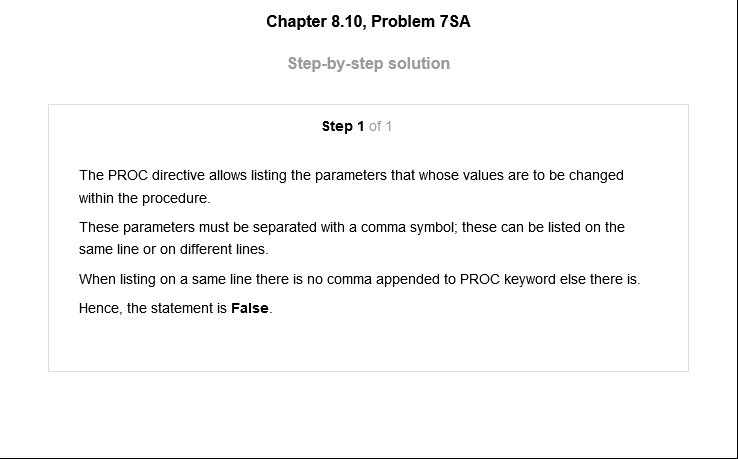 Chapter 8.10, Problem 7SA
Step-by-step solution
Step 1 of 1
The PROC directive allows listing the parameters that whose values are to be changed
within the procedure.
These parameters must be separated with a comma symbol; these can be listed on the
same line or on different lines.
When listing on a same line there is no comma appended to PROC keyword else there is.
Hence, the statement is False.